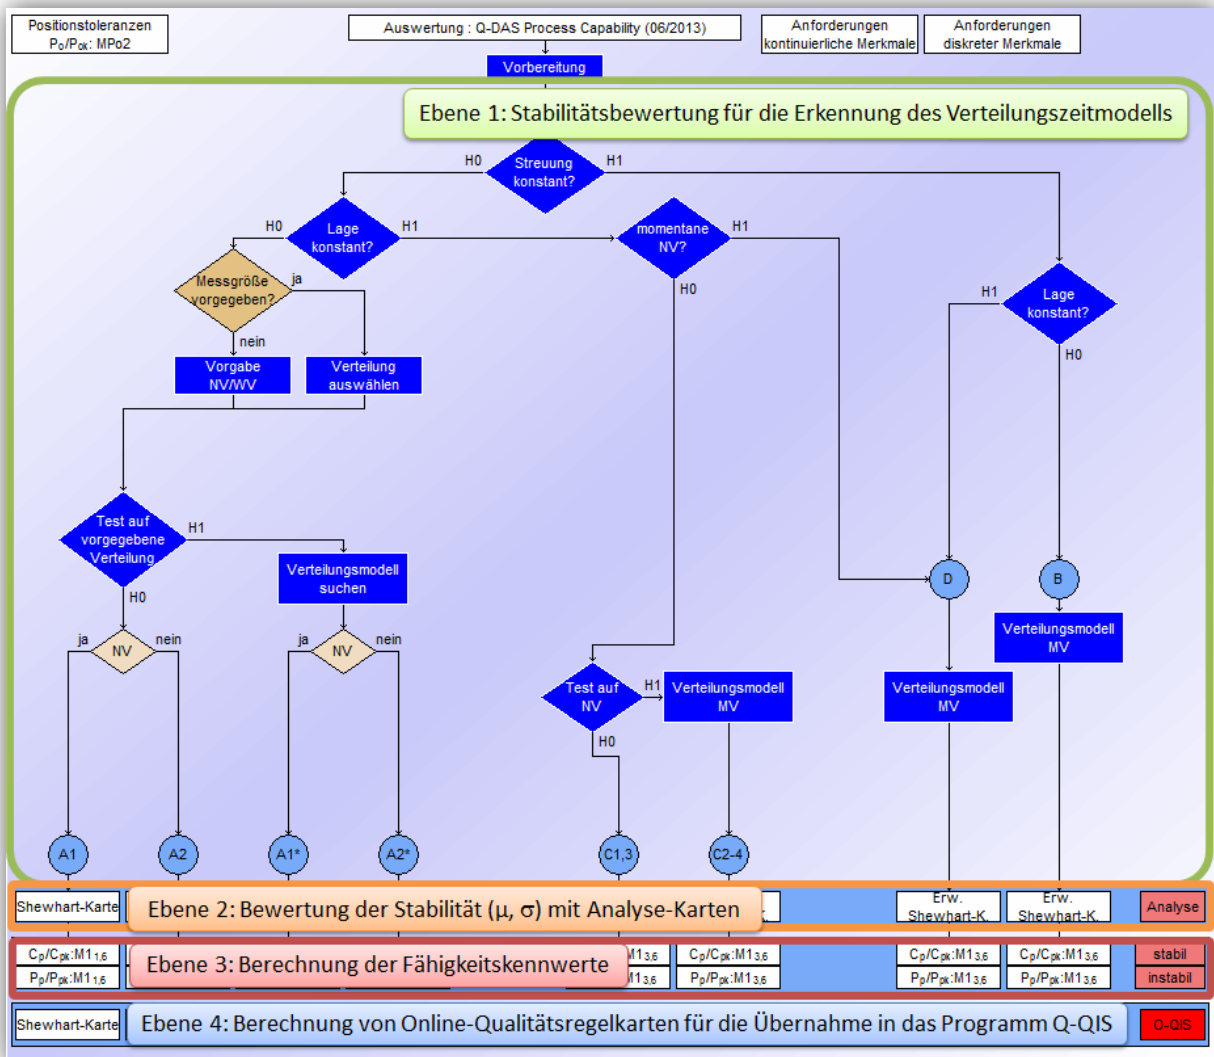 Positionstoleranzen
Po/Pok: MPo2
Auswertung : Q-DAS Process Capability (06/2013)
Anforderungen
kontinuierliche Merkmale
Anforderungen
diskreter Merkmale
Vorbereitung
Ebene 1: Stabilitätsbewertung für die Erkennung des Verteilungszeitmodells
H0
Streuung
konstant?
H1
H0
Lage
konstant?
H1
momentane
NV?
H1
H0
Messgröße
vorgegeben?
ja
nein
H1
Lage
konstant?
H0
Vorgabe
NV/WV
Verteilung
auswählen
Test auf
vorgegebene
Verteilung
H1
H0
Verteilungsmodell
suchen
D
B
ja
NV
nein
ja
NV
nein
Verteilungsmodell
MV
Test auf
NV
H1
H0
Verteilungsmodell
MV
Verteilungsmodell
MV
A1
A2
A1*
A2*
C1,3
C2-4
Shewhart-Karte
Ebene 2: Bewertung der Stabilität (μ, σ) mit Analyse-Karten
Erw.
Shewhart-K.
Erw.
Shewhart-K.
Analyse
Cp/Cpk:M11,6
Pp/Ppk:M11,6
Ebene 3: Berechnung der Fähigkeitskennwerte
M13,6
M13,6
Cp/Cpk:M13,6
Pp/Ppk:M13,6
Cp/Cpk:M13,6
Pp/Ppk:M13,6
Cp/Cpk:M13,6
Pp/Ppk:M13,6
stabil
instabil
Shewhart-Karte
Ebene 4: Berechnung von Online-Qualitätsregelkarten für die Übernahme in das Programm Q-QIS